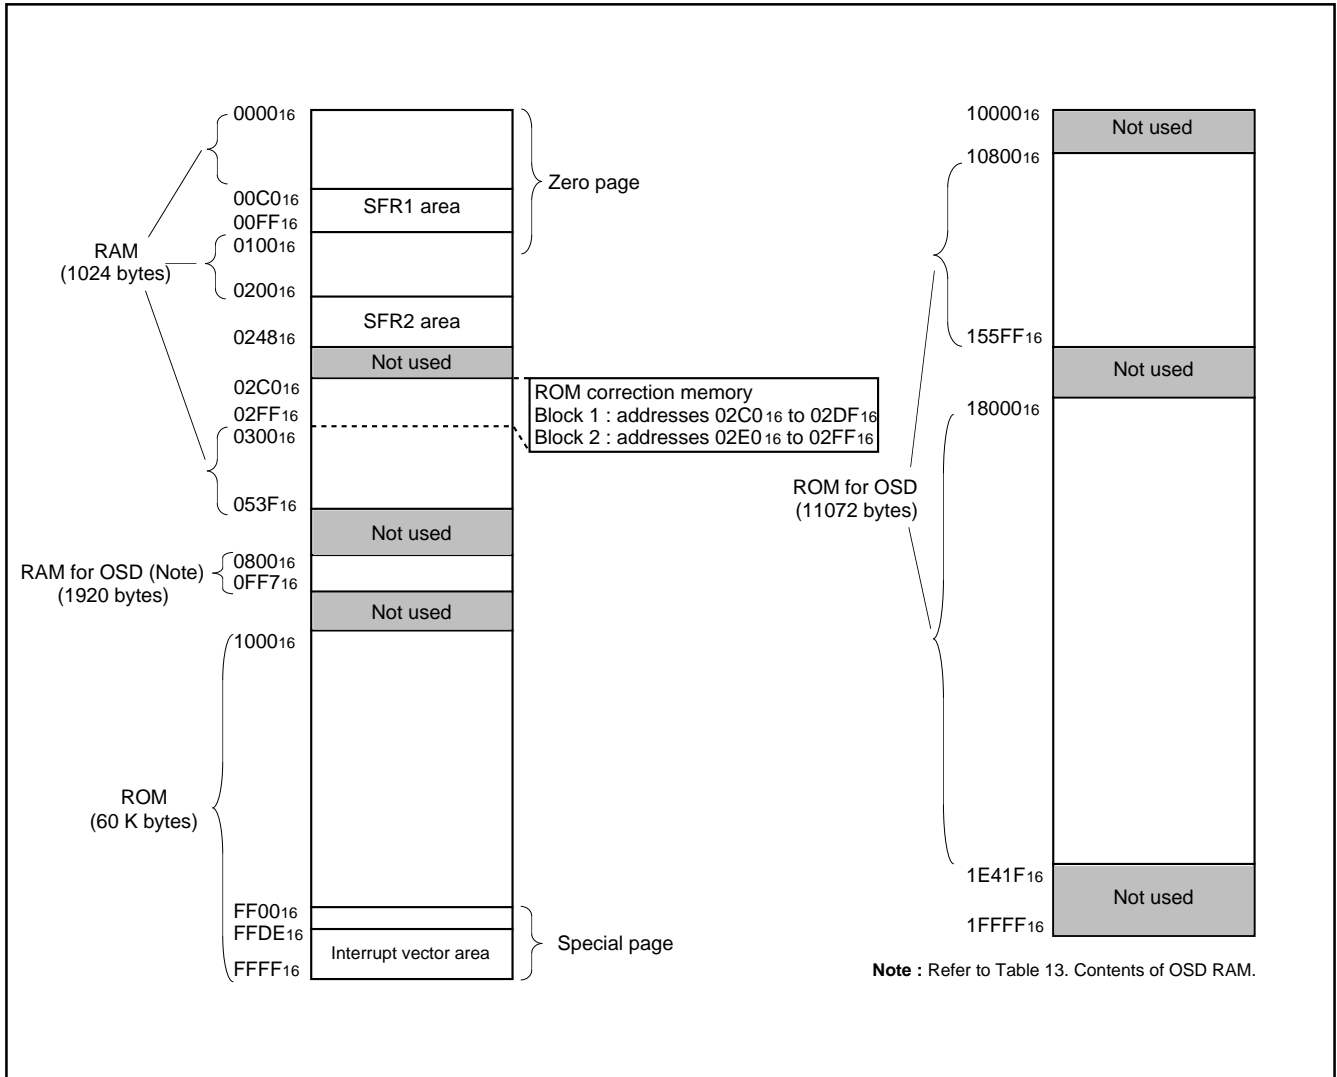 0000₁₆
00C0₁₆
SFR1 area
00FF₁₆
Zero page
0100₁₆
RAM
(1024 bytes)
0200₁₆
SFR2 area
0248₁₆
Not used
02C0₁₆
02FF₁₆
0300₁₆
ROM correction memory
Block 1 : addresses 02C0₁₆ to 02DF₁₆
Block 2 : addresses 02E0₁₆ to 02FF₁₆
053F₁₆
Not used
0800₁₆
RAM for OSD (Note)
(1920 bytes)
0FF7₁₆
Not used
1000₁₆
ROM
(60 K bytes)
FF00₁₆
FFDE₁₆
Interrupt vector area
FFFF₁₆
Special page
10000₁₆
Not used
10800₁₆
155FF₁₆
Not used
18000₁₆
ROM for OSD
(11072 bytes)
1E41F₁₆
Not used
1FFFF₁₆
Note : Refer to Table 13. Contents of OSD RAM.